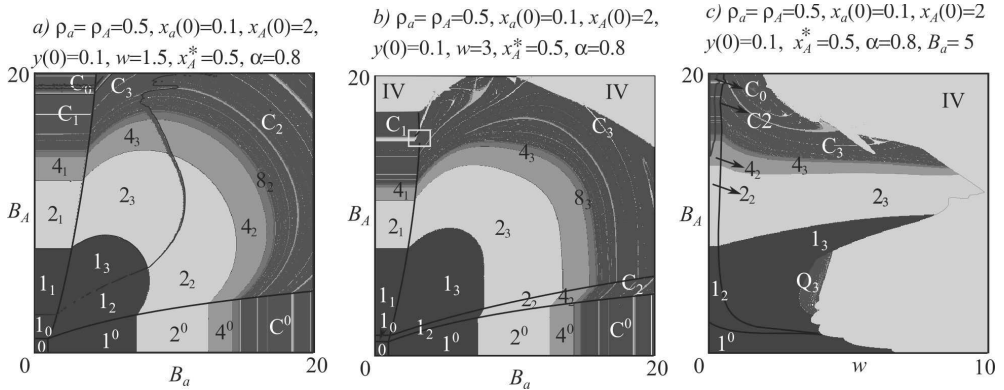 a) ρa= ρA=0.5, xa(0)=0.1, xA(0)=2,
y(0)=0.1, w=1.5, x*A=0.5, α=0.8
b) ρa= ρA=0.5, xa(0)=0.1, xA(0)=2,
y(0)=0.1, w=3, x*A=0.5, α=0.8
c) ρa= ρA=0.5, xa(0)=0.1, xA(0)=2
y(0)=0.1, x*A=0.5, α=0.8, Ba= 5
20
C0
C3
C1
C2
43
41
82
21
23
42
BA
13
22
11
12
10
0
1⁰
2⁰
4⁰
C⁰
0
Ba
20
20
IV
IV
C1
C3
43
41
83
21
23
BA
11
13
22
42
C2
10
12
0
1⁰
2⁰
4⁰
C⁰
0
Ba
20
20
C0
IV
C2
C3
42
43
22
23
BA
13
12
Q3
1⁰
0
w
10